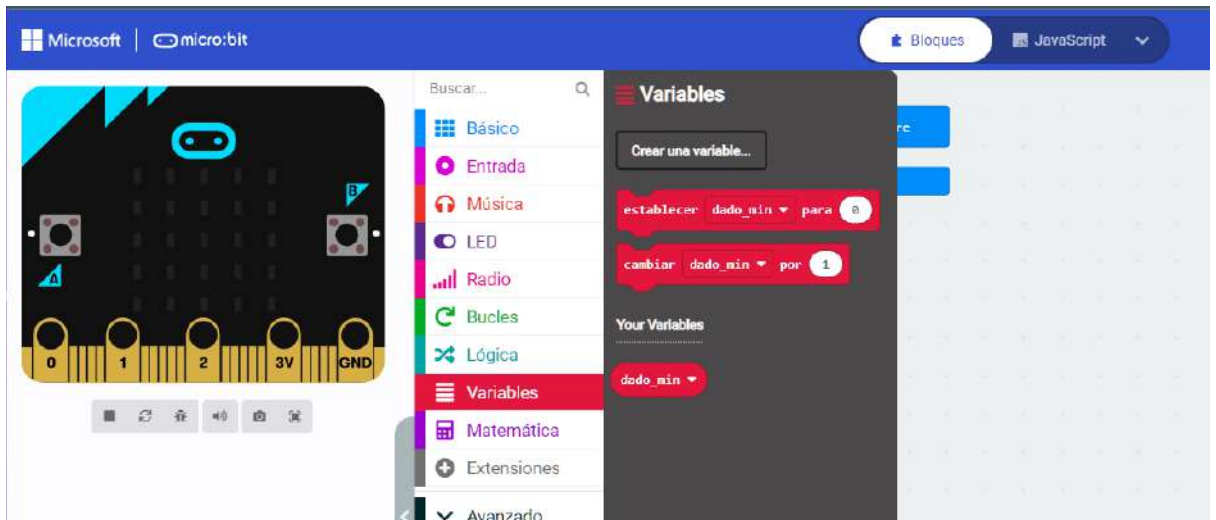 Microsoft | micro:bit
Bloques
JavaScript
B
A
0 1 2 3V GND
Buscar...
Básico
Entrada
Música
LED
Radio
Bucles
Lógica
Variables
Matemática
Extensiones
Avanzado
Variables
Crear una variable...
establecer dado_min para 0
cambiar dado_min por 1
Your Variables
dado_min
re